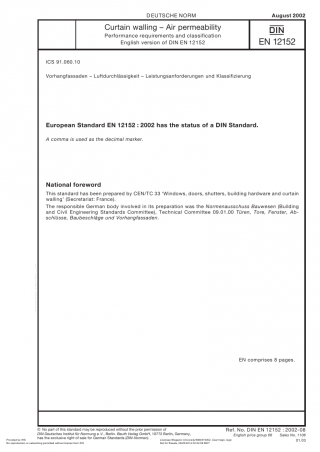 DEUTSCHE NORM
August 2002
Curtain walling – Air permeability
Performance requirements and classification
English version of DIN EN 12152
DIN
EN 12152
ICS 91.060.10
Vorhangfassaden – Luftdurchlässigkeit – Leistungsanforderungen und Klassifizierung
European Standard EN 12152 : 2002 has the status of a DIN Standard.
A comma is used as the decimal marker.
National foreword
This standard has been prepared by CEN/TC 33 ‘Windows, doors, shutters, building hardware and curtain
walling’ (Secretariat: France).
The responsible German body involved in its preparation was the Normenausschuss Bauwesen (Building
and Civil Engineering Standards Committee), Technical Committee 09.01.00 Türen, Tore, Fenster, Ab-
schlüsse, Baubeschläge und Vorhangfassaden.
EN comprises 8 pages.
© No part of this standard may be reproduced without the prior permission of
DIN Deutsches Institut für Normung e.V., Berlin. Beuth Verlag GmbH, 10772 Berlin, Germany,
has the exclusive right of sale for German Standards (DIN-Normen).
Ref. No. DIN EN 12152 : 2002-08
English price group 06 Sales No. 1106
01.03